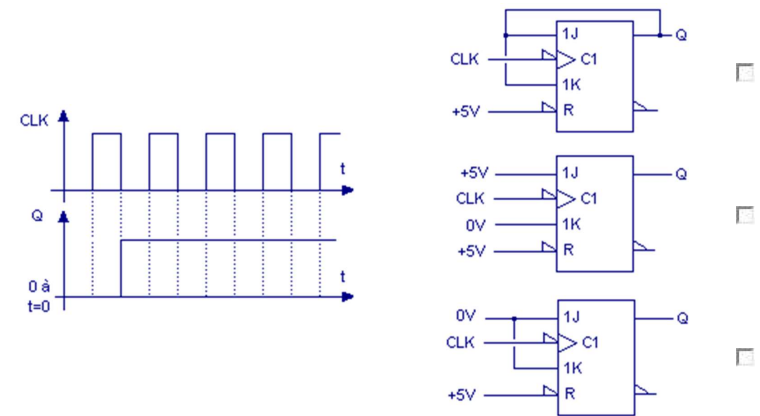 CLK
t
Q
t
0 à
t=0
1J
Q
CLK
C1
1K
+5V
R
+5V
1J
Q
CLK
C1
0V
1K
+5V
R
0V
1J
Q
CLK
C1
1K
+5V
R